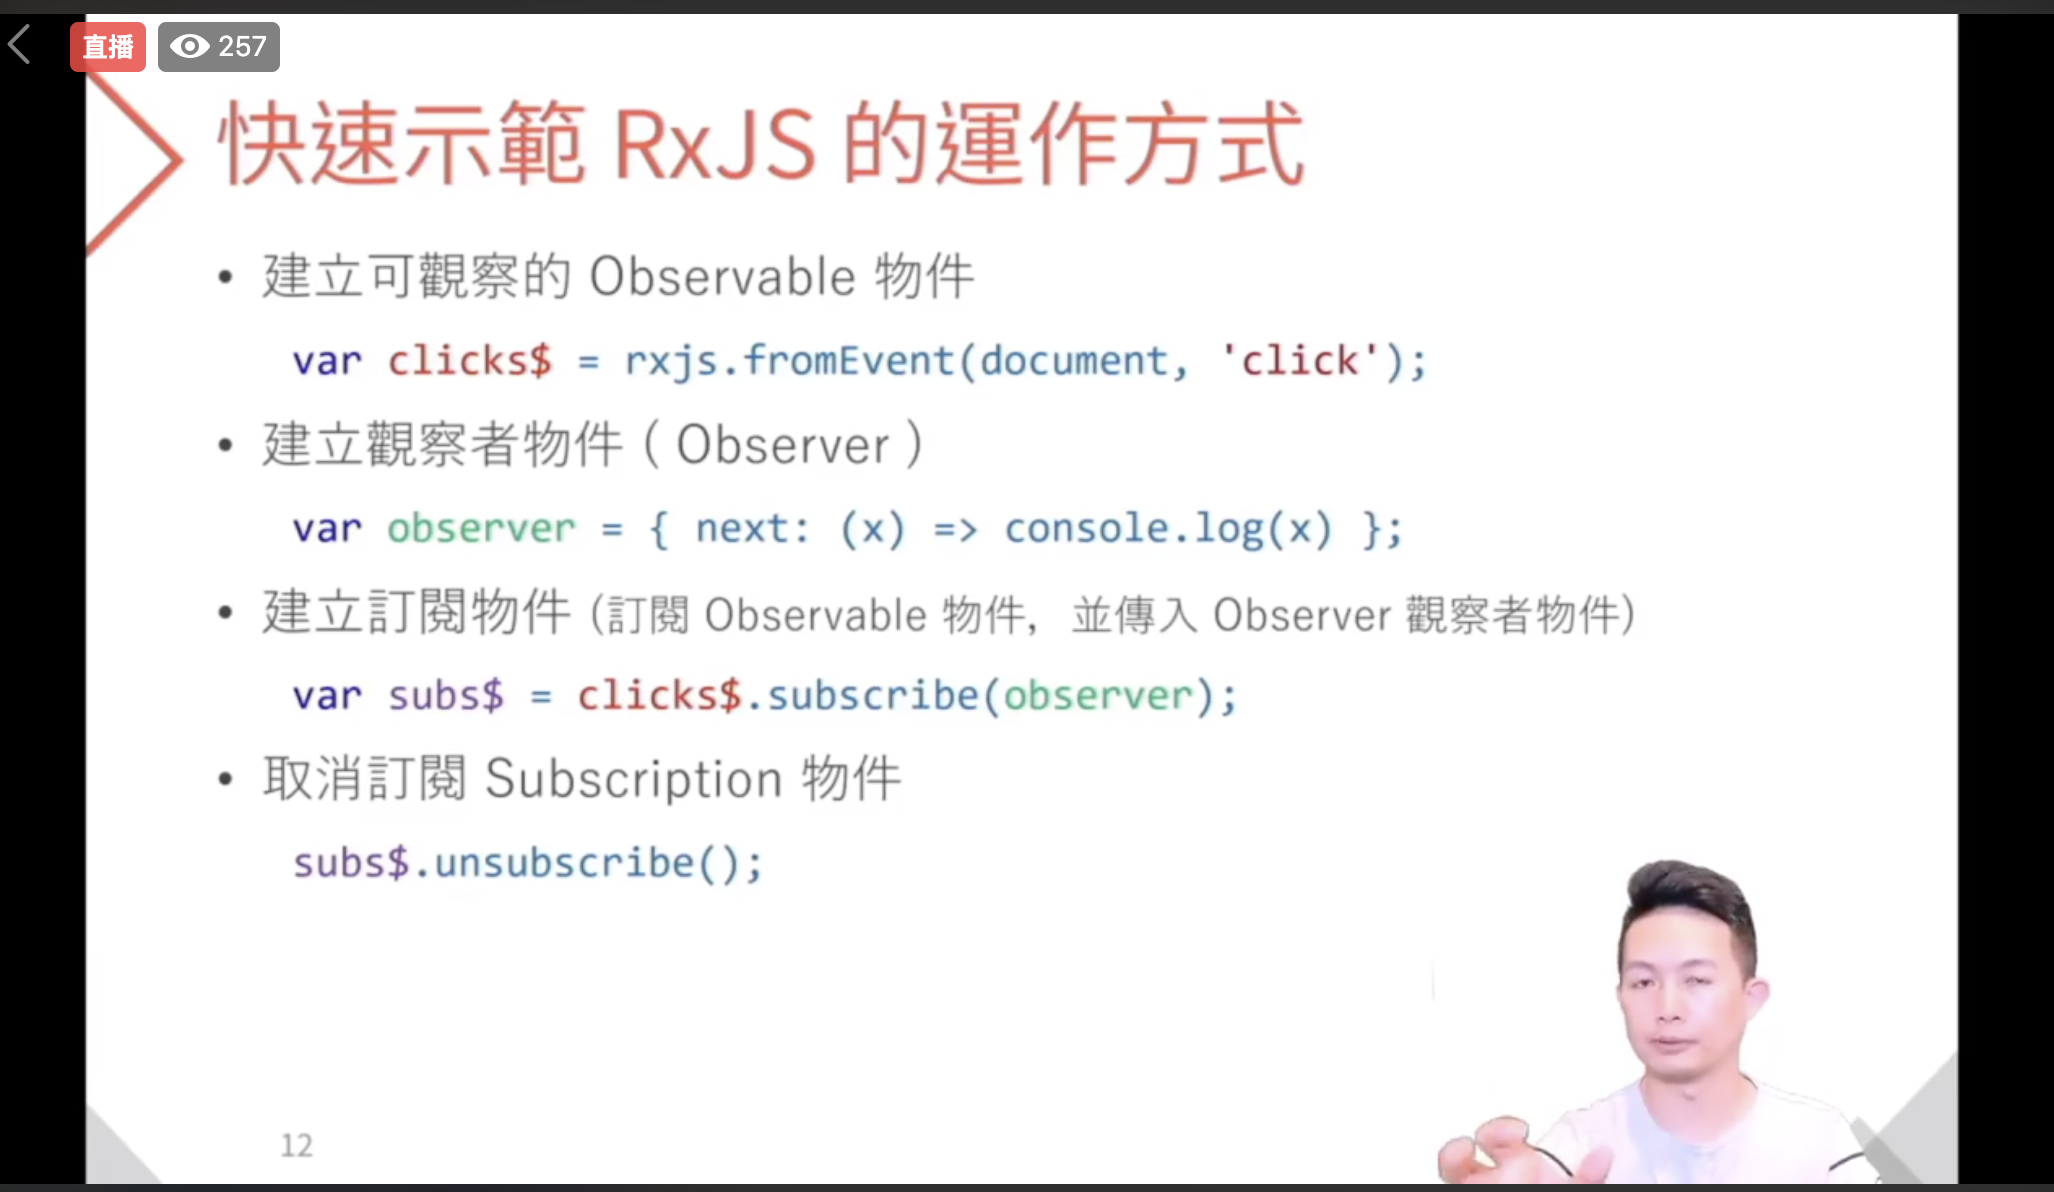 直播 257
快速示範 RxJS 的運作方式
• 建立可觀察的 Observable 物件
var clicks$ = rxjs.fromEvent(document, 'click');
• 建立觀察者物件 ( Observer )
var observer = { next: (x) => console.log(x) };
• 建立訂閱物件 (訂閱 Observable 物件, 並傳入 Observer 觀察者物件)
var subs$ = clicks$.subscribe(observer);
• 取消訂閱 Subscription 物件
subs$.unsubscribe();
12